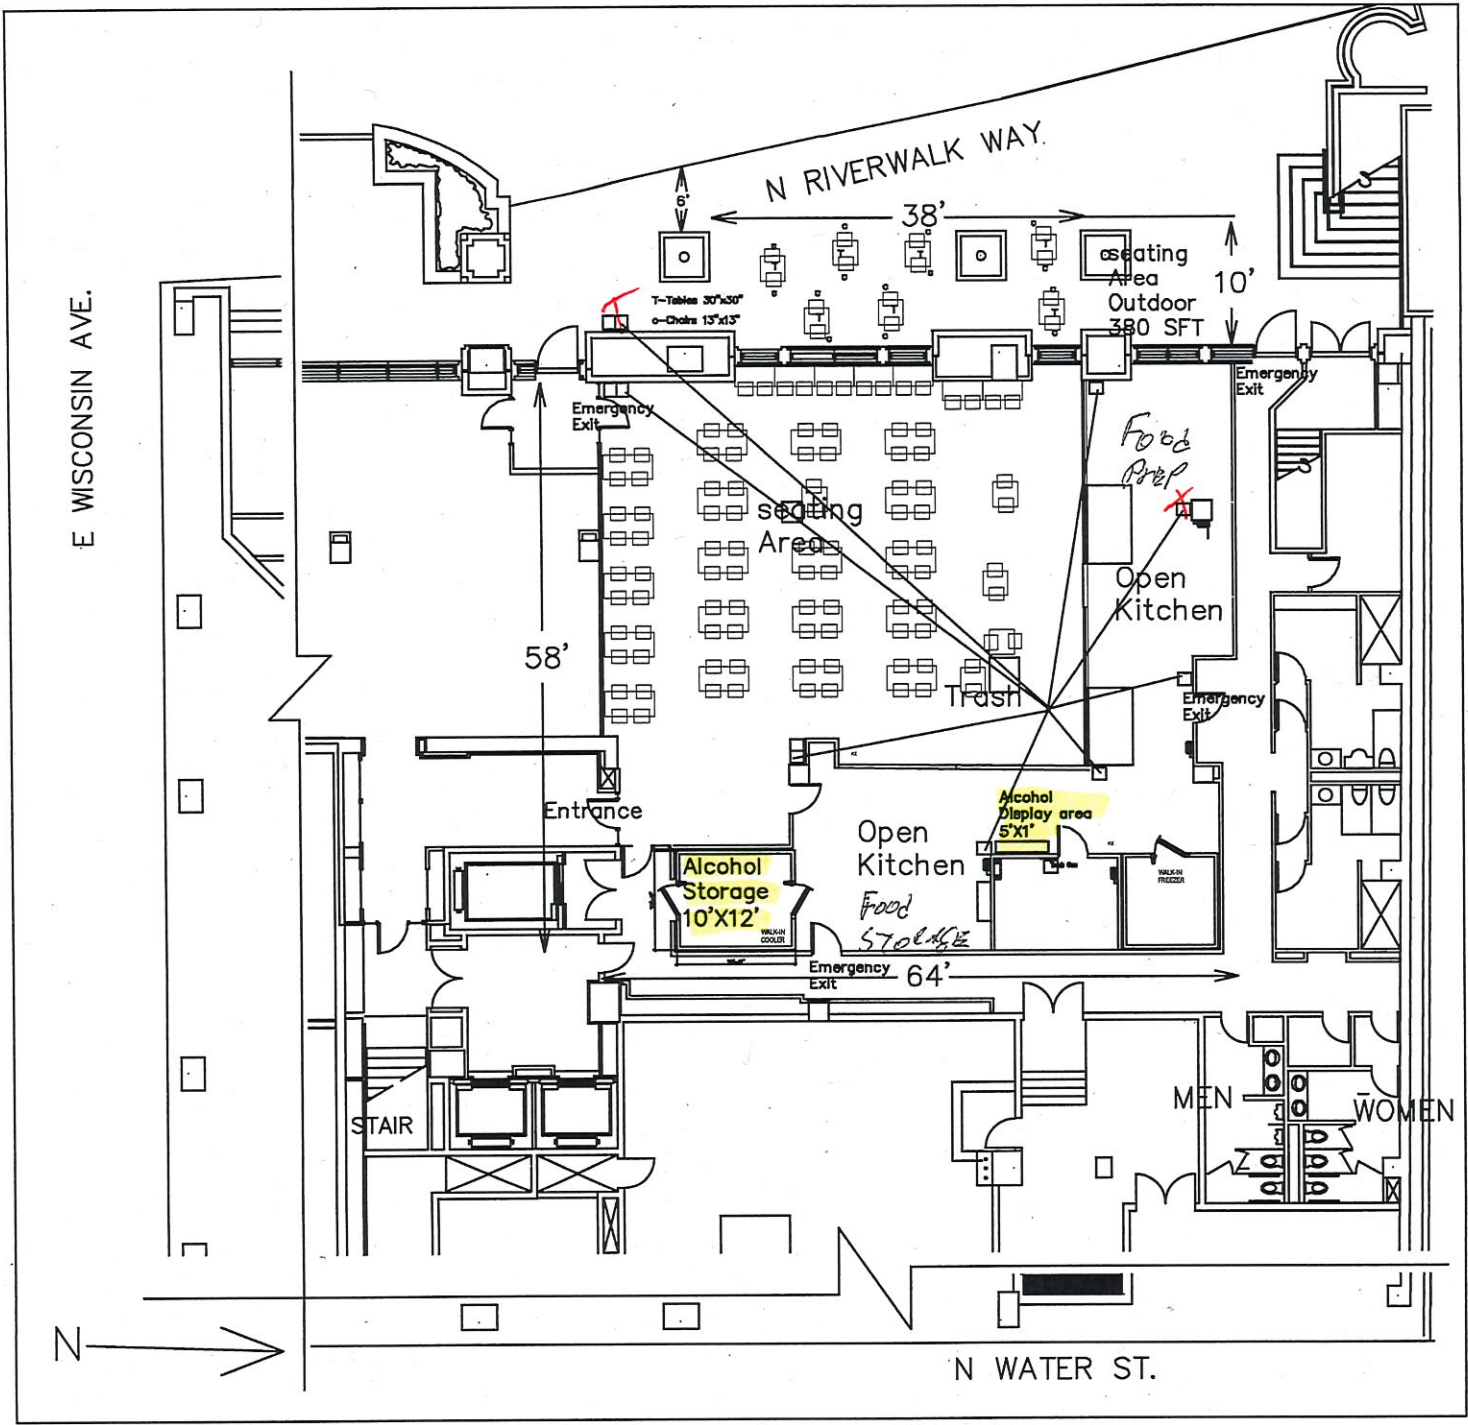 N RIVERWALK WAY.
6'
38'
seating
Area
Outdoor
380 SFT
10'
T-Tables 30"x30"
c-Chairs 13"x13"
E WISCONSIN AVE.
Emergency
Exit
Emergency
Exit
Food
Prep
seating
Area
Open
Kitchen
58'
Trash
Emergency
Exit
Entrance
Alcohol
Display area
5'X1'
Open
Kitchen
Food
STORAGE
Alcohol
Storage
10'X12'
WALK-IN
COOLER
WALK-IN
FREEZER
Emergency
Exit
64'
STAIR
MEN
WOMEN
N
N WATER ST.